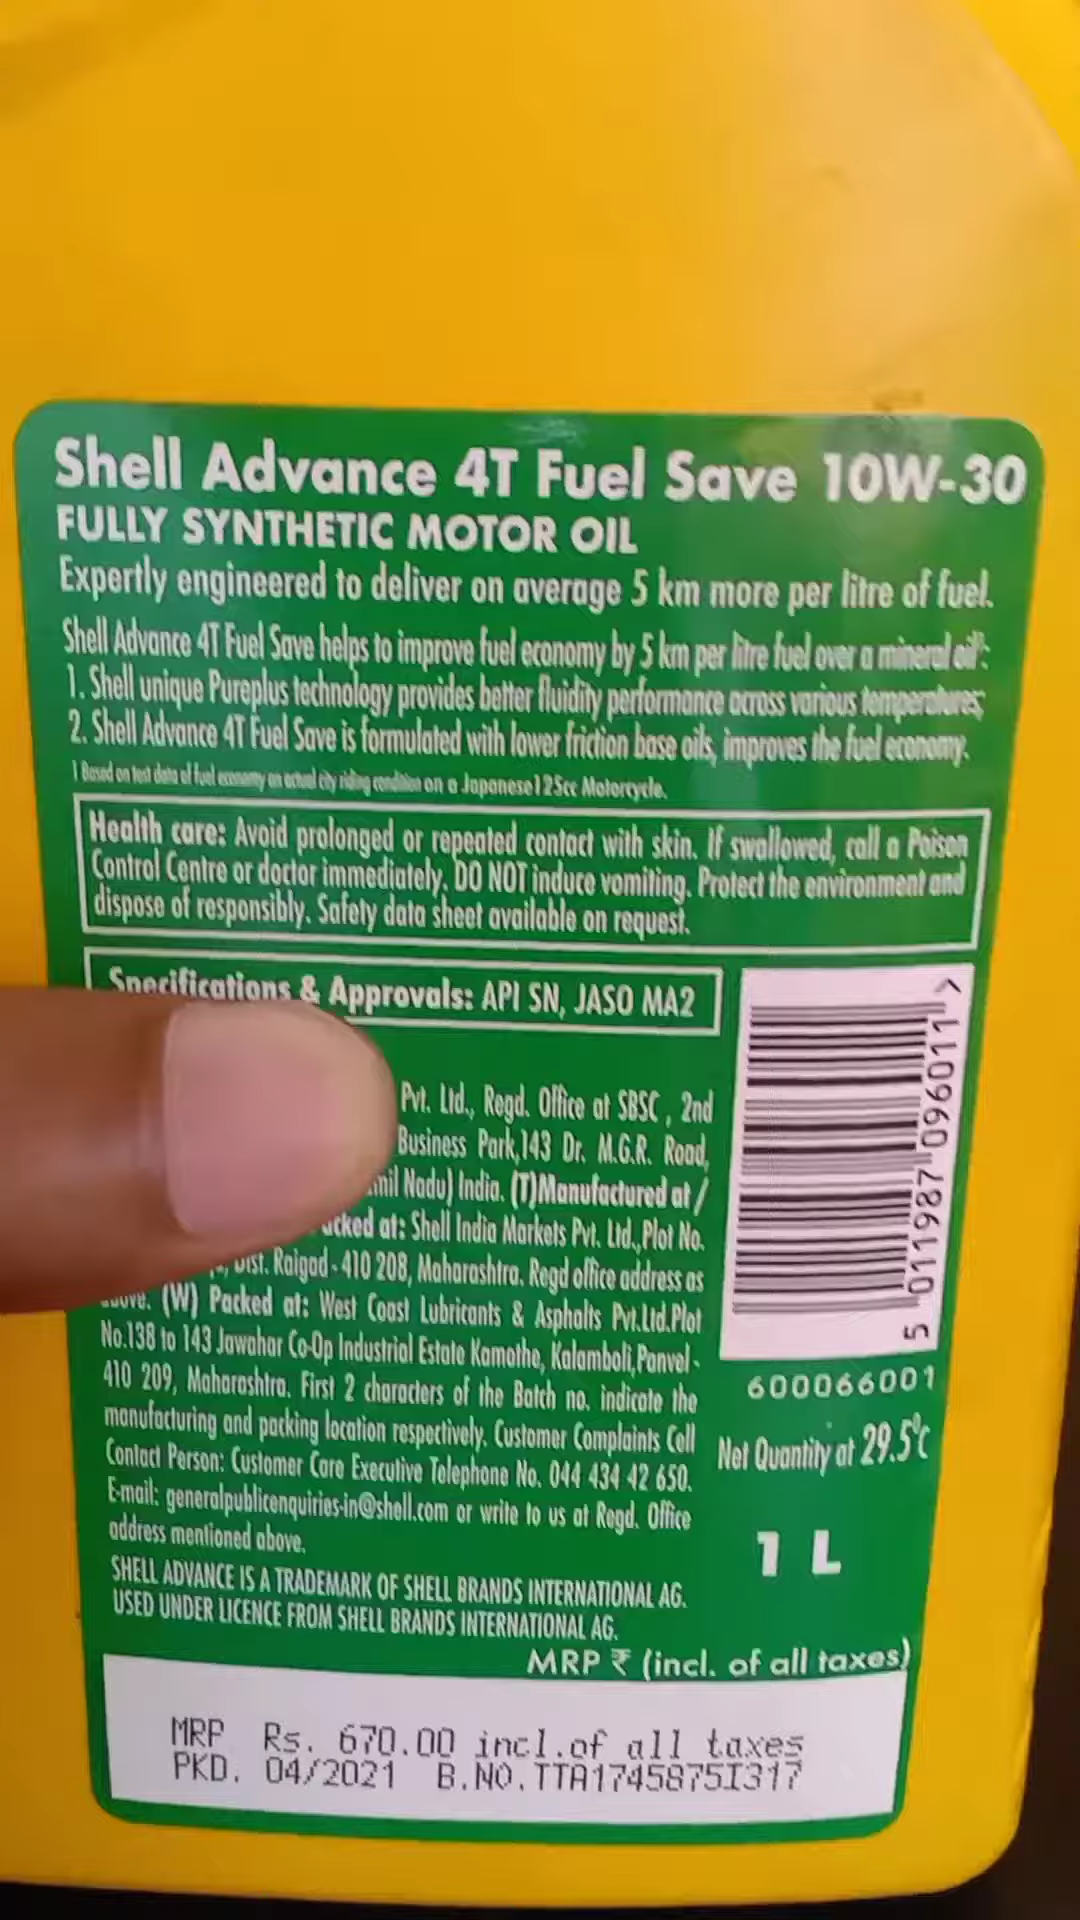 Shell Advance 4T Fuel Save 10W-30
FULLY SYNTHETIC MOTOR OIL
Expertly engineered to deliver on average 5 km more per litre of fuel.
Shell Advance 4T Fuel Save helps to improve fuel economy by 5 km per litre fuel over a mineral oil¹:
1. Shell unique Pureplus technology provides better fluidity performance across various temperatures;
2. Shell Advance 4T Fuel Save is formulated with lower friction base oils, improves the fuel economy.
1 Based on test data of fuel economy on actual city riding condition on a Japanese125cc Motorcycle.
Health care: Avoid prolonged or repeated contact with skin. If swallowed, call a Poison
Control Centre or doctor immediately. DO NOT induce vomiting. Protect the environment and
dispose of responsibly. Safety data sheet available on request.
Specifications & Approvals: API SN, JASO MA2
Pvt. Ltd., Regd. Office at SBSC , 2nd
Business Park,143 Dr. M.G.R. Road,
Nadu) India. (T)Manufactured at /
at: Shell India Markets Pvt. Ltd.,Plot No.
Dist. Raigad - 410 208, Maharashtra. Regd office address as
above. (W) Packed at: West Coast Lubricants & Asphalts Pvt.Ltd.Plot
No.138 to 143 Jawahar Co-Op Industrial Estate Kamothe, Kalamboli,Panvel -
410 209, Maharashtra. First 2 characters of the Batch no. indicate the
manufacturing and packing location respectively. Customer Complaints Cell
Contact Person: Customer Care Executive Telephone No. 044 434 42 650.
E-mail: generalpublicenquiries-in@shell.com or write to us at Regd. Office
address mentioned above.
SHELL ADVANCE IS A TRADEMARK OF SHELL BRANDS INTERNATIONAL AG.
USED UNDER LICENCE FROM SHELL BRANDS INTERNATIONAL AG.
5 011987 096011 >
600066001
Net Quantity at 29.5°C
1 L
MRP ₹ (incl. of all taxes)
MRP Rs. 670.00 incl.of all taxes
PKD. 04/2021 B.NO.TTA1745875I317